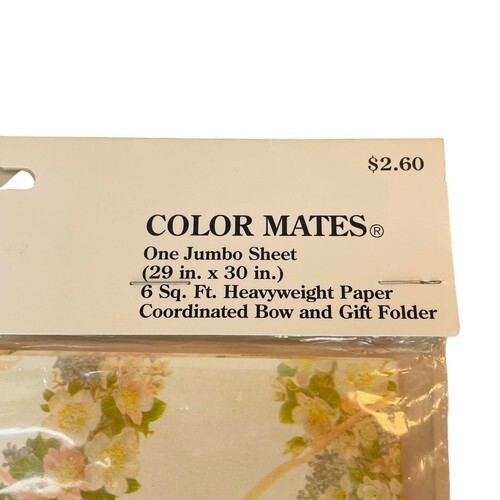 $2.60
COLOR MATES®
One Jumbo Sheet
(29 in. x 30 in.)
6 Sq. Ft. Heavyweight Paper
Coordinated Bow and Gift Folder